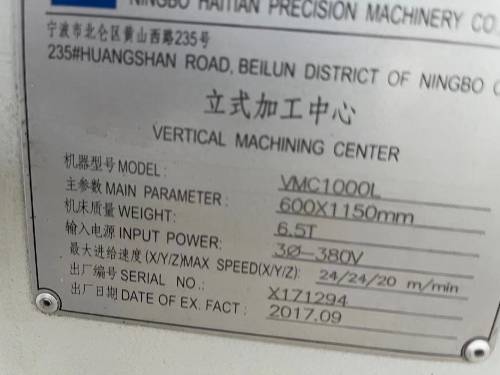 NINGBO HAITIAN PRECISION MACHINERY CO.
宁波市北仑区黄山西路235号
235#HUANGSHAN ROAD, BEILUN DISTRICT OF NINGBO
立式加工中心
VERTICAL MACHINING CENTER
机器型号 MODEL: VMC1000L
主参数 MAIN PARAMETER: 600X1150mm
机床质量 WEIGHT: 6.5T
输入电源 INPUT POWER: 3Ø-380V
最大进给速度(X/Y/Z)MAX SPEED(X/Y/Z): 24/24/20 m/min
出厂编号 SERIAL NO.: X171294
出厂日期 DATE OF EX. FACT: 2017.09